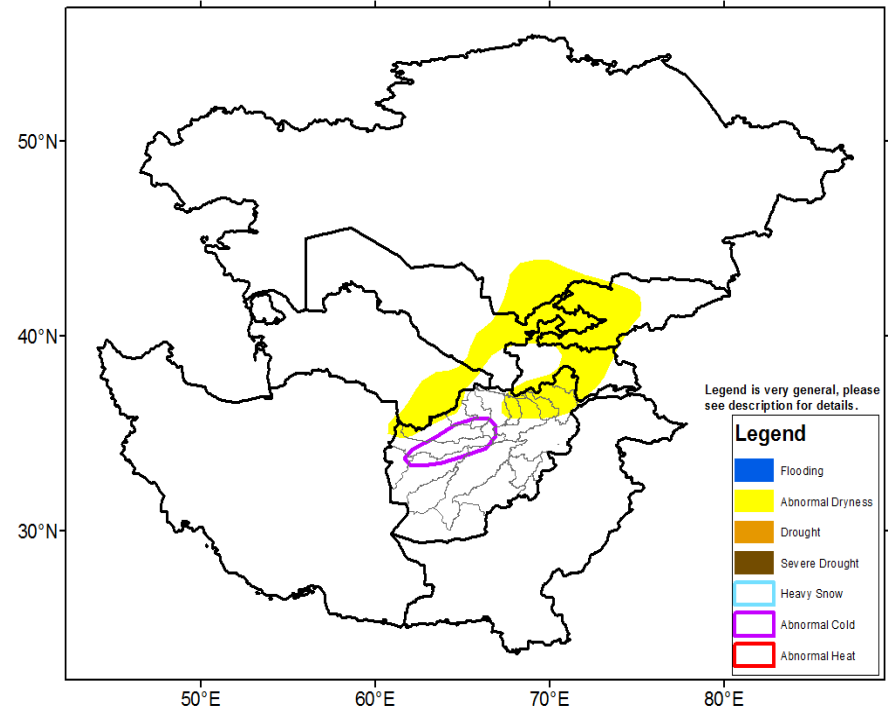 50°N
40°N
30°N
50°E
60°E
70°E
80°E
Legend is very general, please
see description for details.
Legend
Flooding
Abnormal Dryness
Drought
Severe Drought
Heavy Snow
Abnormal Cold
Abnormal Heat